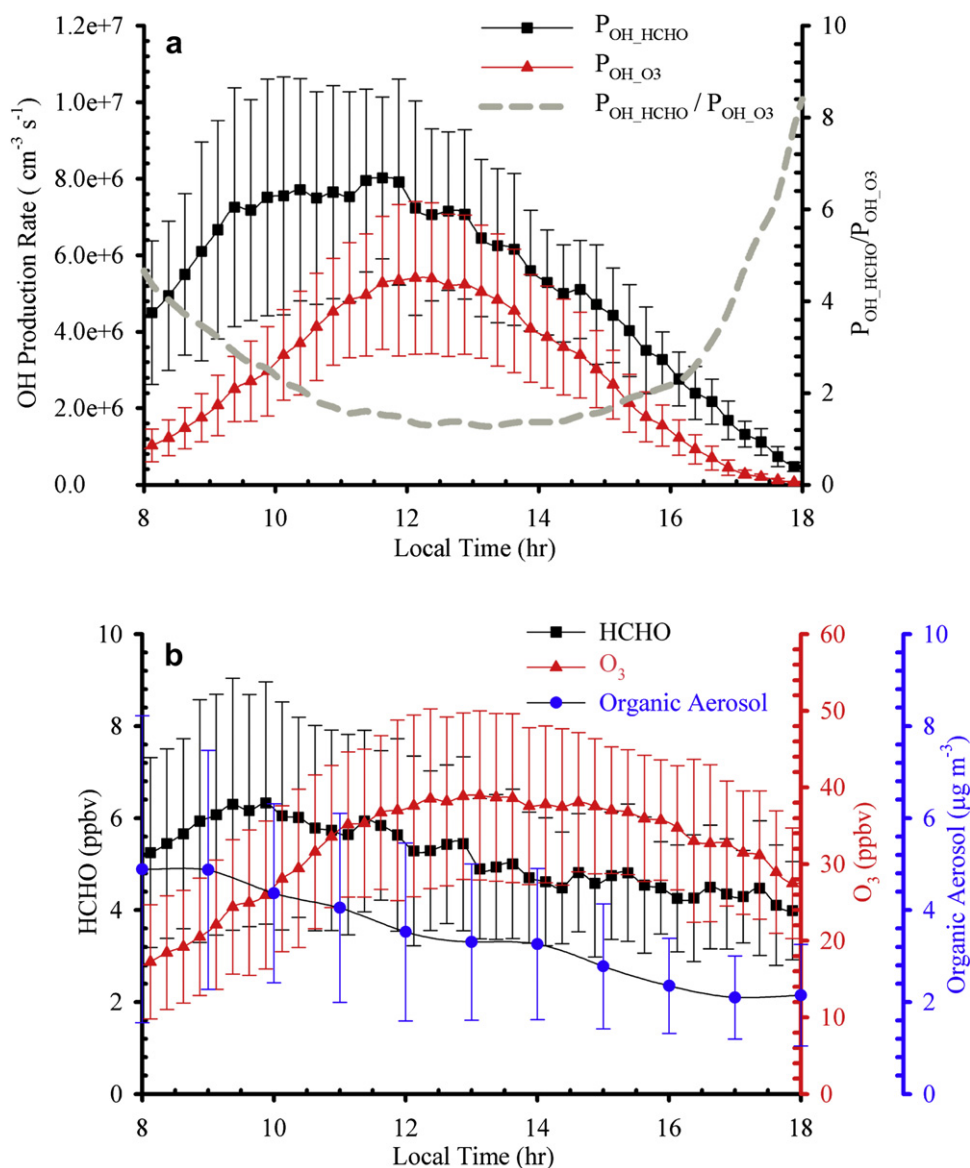 a
P_OH_HCHO
P_OH_O3
P_OH_HCHO / P_OH_O3
OH Production Rate ( cm⁻³ s⁻¹)
1.2e+7
1.0e+7
8.0e+6
6.0e+6
4.0e+6
2.0e+6
0.0
10
8
6
4
2
0
P_OH_HCHO/P_OH_O3
8 10 12 14 16 18
Local Time (hr)
b
HCHO
O₃
Organic Aerosol
HCHO (ppbv)
10
8
6
4
2
0
60
50
40
30
20
10
0
O₃ (ppbv)
10
8
6
4
2
0
Organic Aerosol (µg m⁻³)
8 10 12 14 16 18
Local Time (hr)